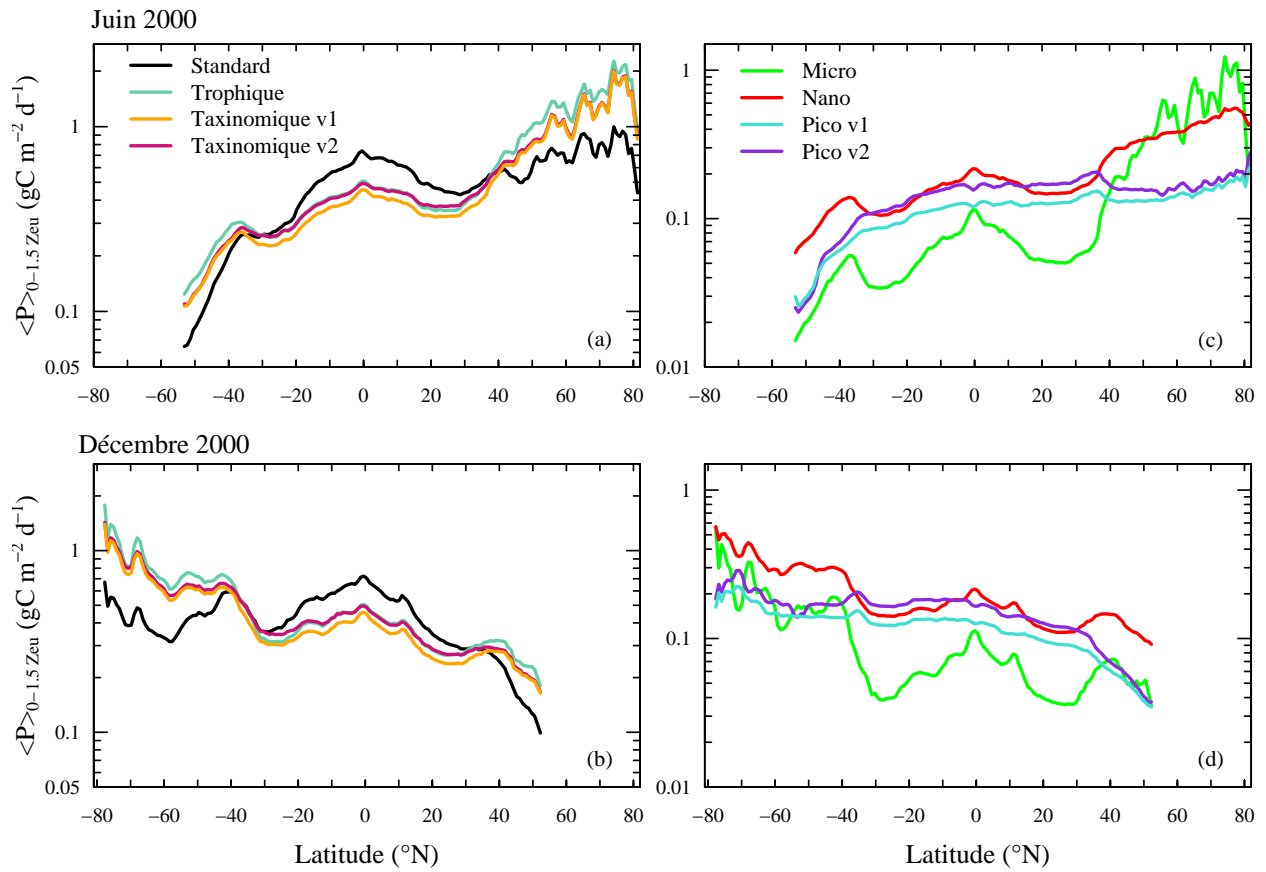 Juin 2000
<P>0−1.5 Zeu (gC m−2 d−1)
1
0.1
0.05
Standard
Trophique
Taxinomique v1
Taxinomique v2
(a)
−80 −60 −40 −20 0 20 40 60 80
1
0.1
0.01
Micro
Nano
Pico v1
Pico v2
(c)
−80 −60 −40 −20 0 20 40 60 80
Décembre 2000
<P>0−1.5 Zeu (gC m−2 d−1)
1
0.1
0.05
(b)
−80 −60 −40 −20 0 20 40 60 80
Latitude (°N)
1
0.1
0.01
(d)
−80 −60 −40 −20 0 20 40 60 80
Latitude (°N)